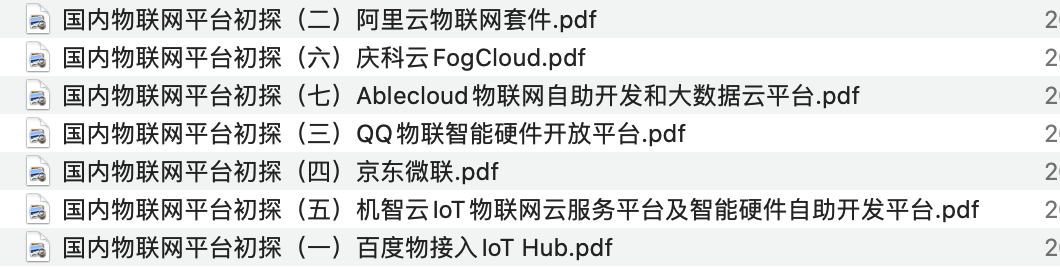 国内物联网平台初探（二）阿里云物联网套件.pdf
国内物联网平台初探（六）庆科云FogCloud.pdf
国内物联网平台初探（七）Ablecloud物联网自助开发和大数据云平台.pdf
国内物联网平台初探（三）QQ物联智能硬件开放平台.pdf
国内物联网平台初探（四）京东微联.pdf
国内物联网平台初探（五）机智云IoT物联网云服务平台及智能硬件自助开发平台.pdf
国内物联网平台初探（一）百度物接入IoT Hub.pdf